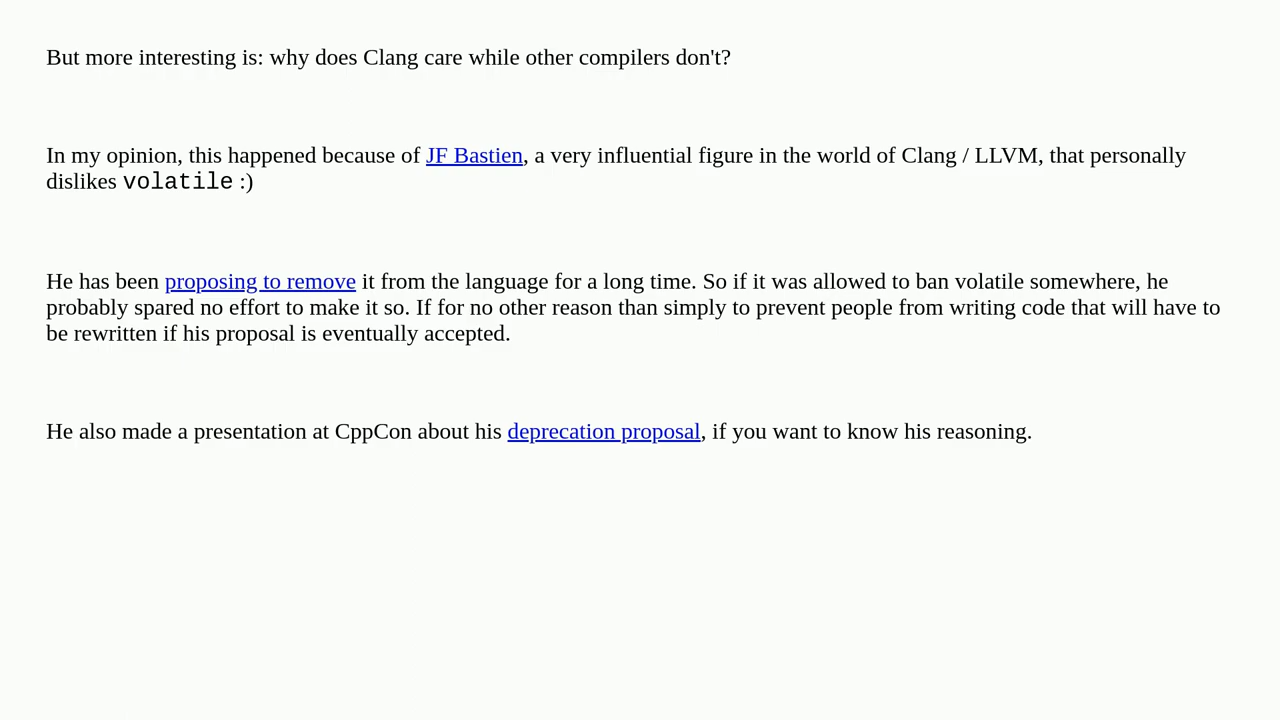 But more interesting is: why does Clang care while other compilers don't?
In my opinion, this happened because of JF Bastien, a very influential figure in the world of Clang / LLVM, that personally
dislikes volatile :)
He has been proposing to remove it from the language for a long time. So if it was allowed to ban volatile somewhere, he
probably spared no effort to make it so. If for no other reason than simply to prevent people from writing code that will have to
be rewritten if his proposal is eventually accepted.
He also made a presentation at CppCon about his deprecation proposal, if you want to know his reasoning.